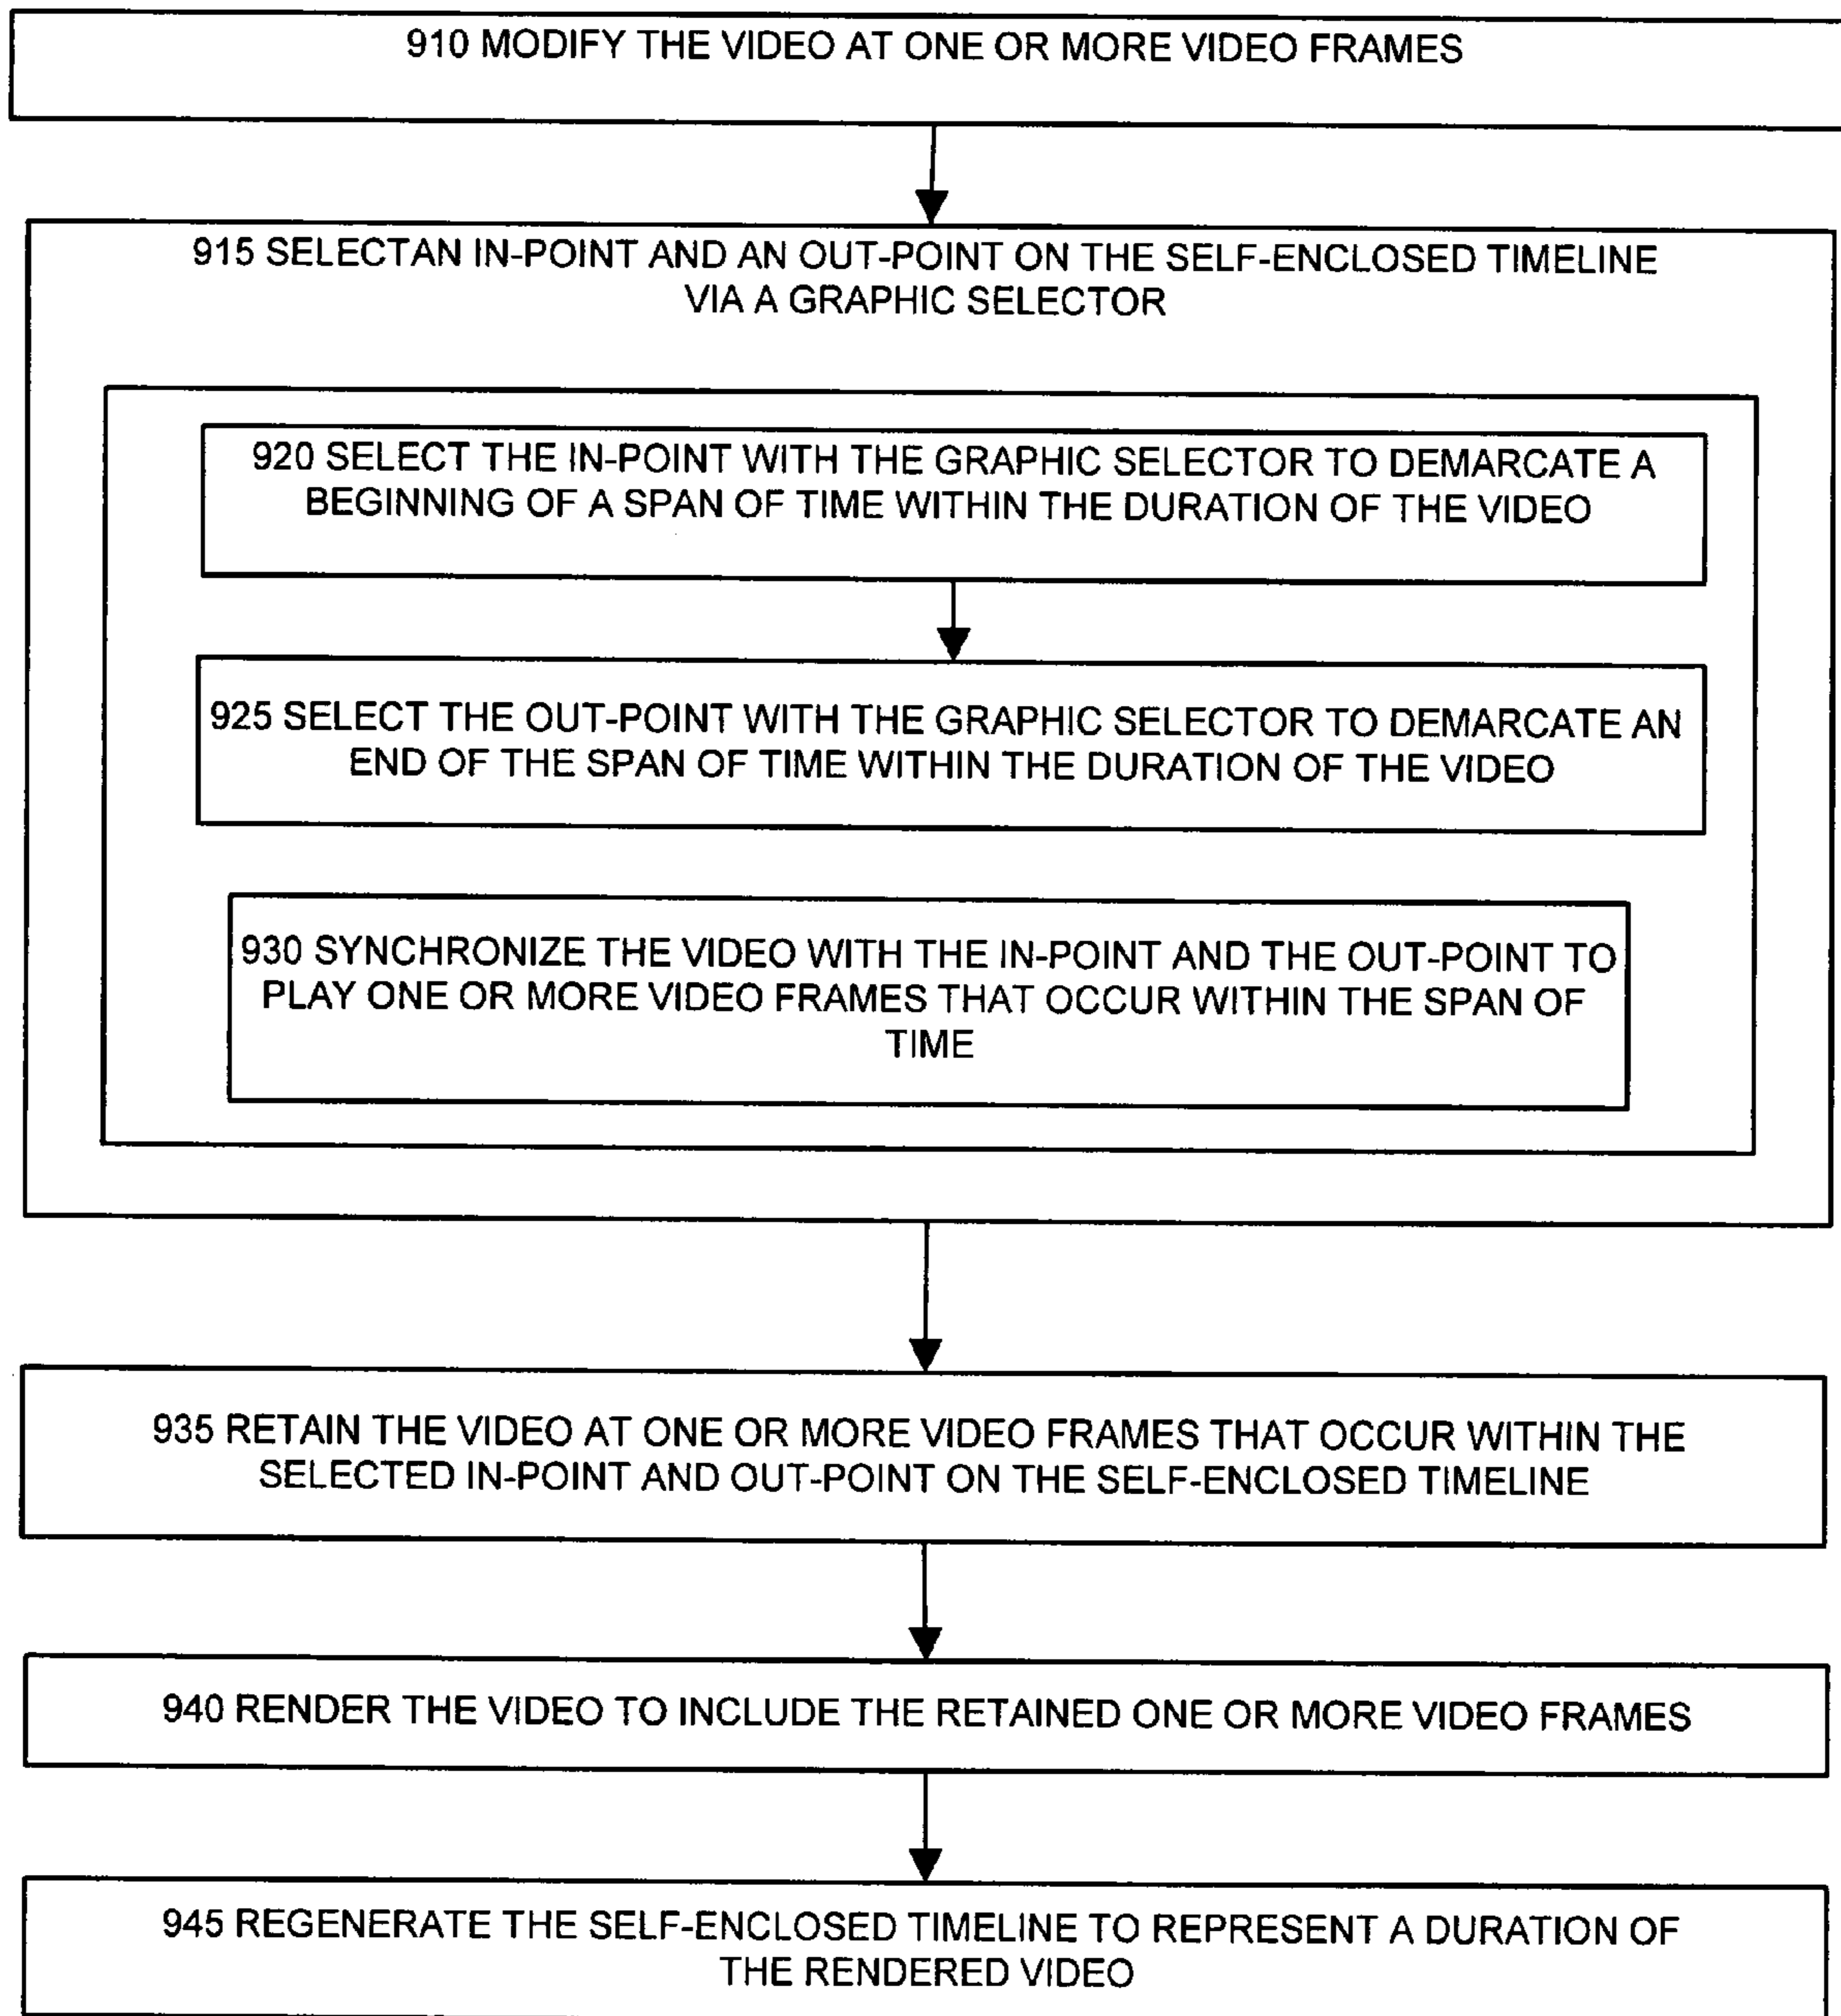 910 MODIFY THE VIDEO AT ONE OR MORE VIDEO FRAMES
915 SELECTAN IN-POINT AND AN OUT-POINT ON THE SELF-ENCLOSED TIMELINE
VIA A GRAPHIC SELECTOR
920 SELECT THE IN-POINT WITH THE GRAPHIC SELECTOR TO DEMARCATE A
BEGINNING OF A SPAN OF TIME WITHIN THE DURATION OF THE VIDEO
925 SELECT THE OUT-POINT WITH THE GRAPHIC SELECTOR TO DEMARCATE AN
END OF THE SPAN OF TIME WITHIN THE DURATION OF THE VIDEO
930 SYNCHRONIZE THE VIDEO WITH THE IN-POINT AND THE OUT-POINT TO
PLAY ONE OR MORE VIDEO FRAMES THAT OCCUR WITHIN THE SPAN OF
TIME
935 RETAIN THE VIDEO AT ONE OR MORE VIDEO FRAMES THAT OCCUR WITHIN THE
SELECTED IN-POINT AND OUT-POINT ON THE SELF-ENCLOSED TIMELINE
940 RENDER THE VIDEO TO INCLUDE THE RETAINED ONE OR MORE VIDEO FRAMES
945 REGENERATE THE SELF-ENCLOSED TIMELINE TO REPRESENT A DURATION OF
THE RENDERED VIDEO